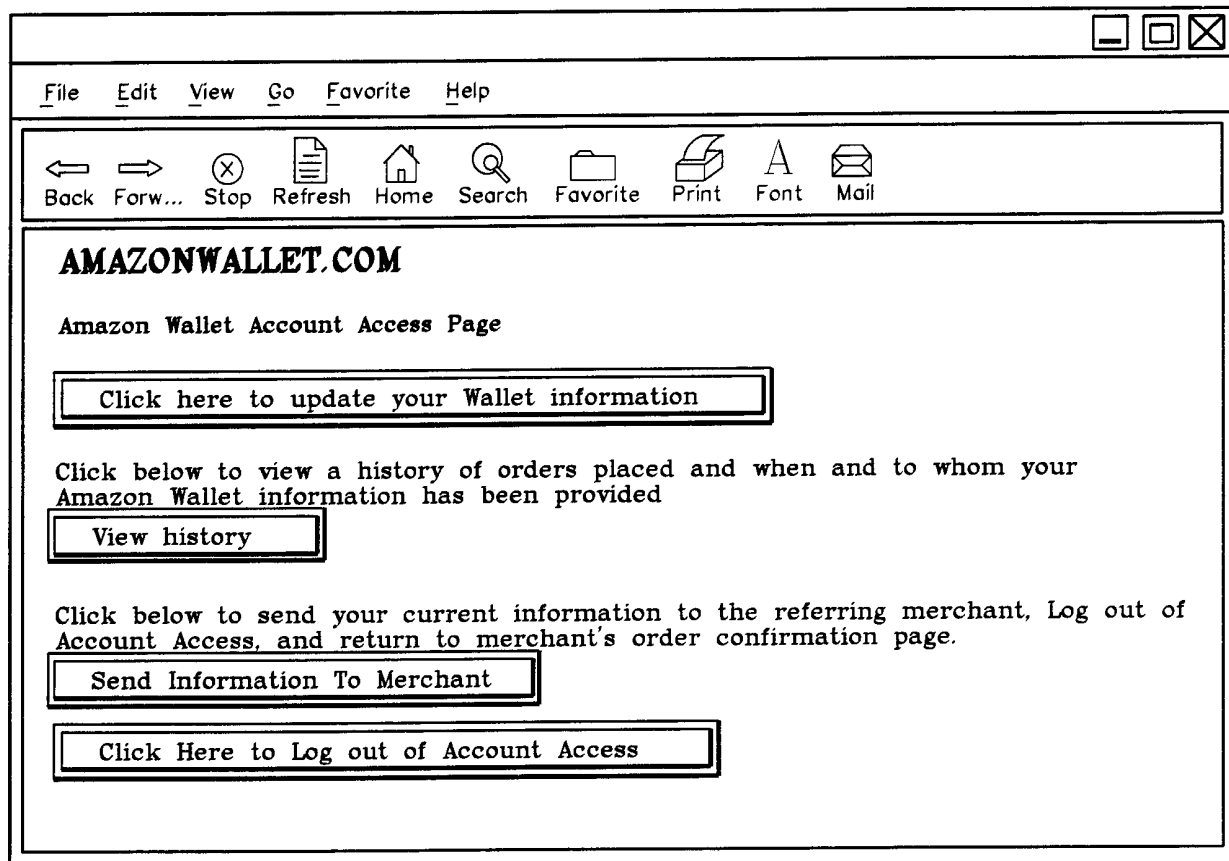 File Edit View Go Favorite Help
Back Forw... Stop Refresh Home Search Favorite Print Font Mail
AMAZONWALLET.COM
Amazon Wallet Account Access Page
Click here to update your Wallet information
Click below to view a history of orders placed and when and to whom your
Amazon Wallet information has been provided
View history
Click below to send your current information to the referring merchant, Log out of
Account Access, and return to merchant's order confirmation page.
Send Information To Merchant
Click Here to Log out of Account Access